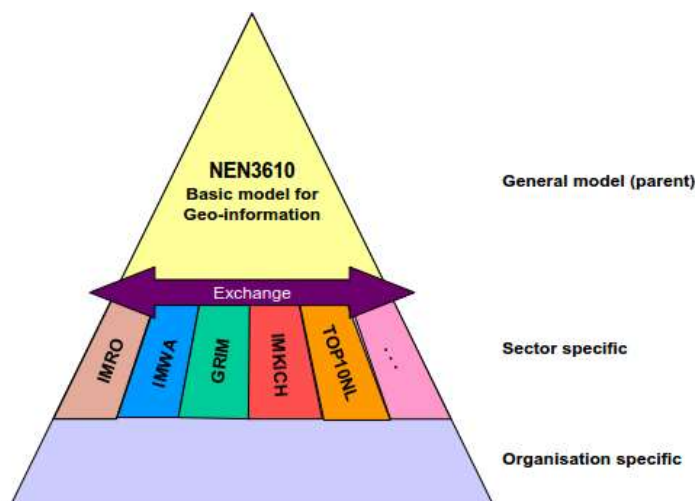 NEN3610
Basic model for
Geo-information
General model (parent)
Exchange
IMRO
IMWA
GRIM
IMKICH
TOP10NL
...
Sector specific
Organisation specific